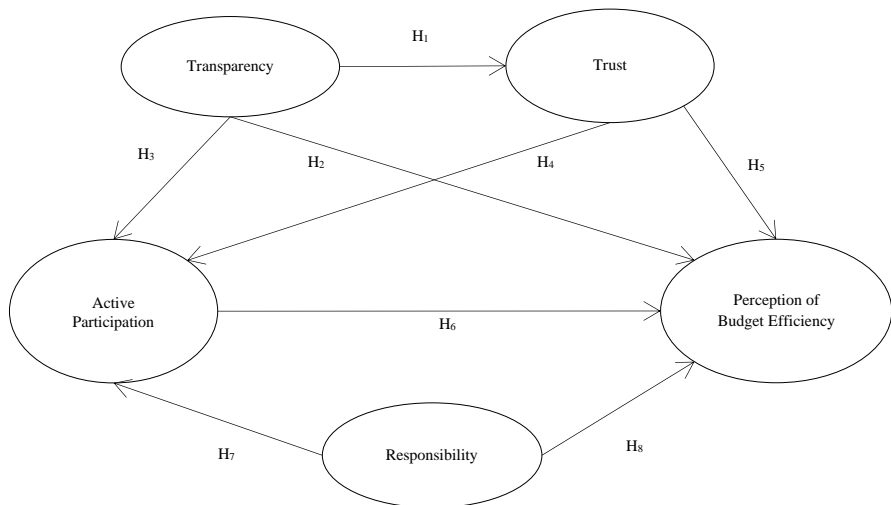 H₁
Transparency
Trust
H₃
H₂
H₄
H₅
Active
Participation
Perception of
Budget Efficiency
H₆
H₇
Responsibility
H₈